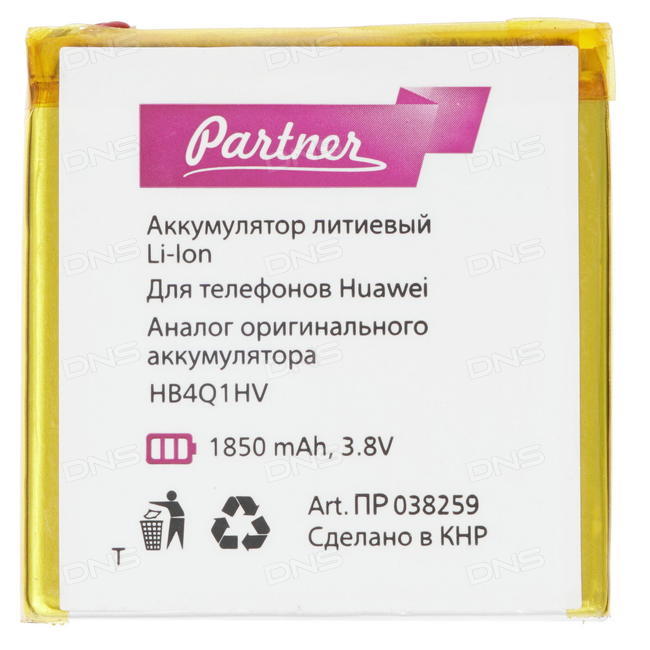 Partner
Аккумулятор литиевый
Li-Ion
Для телефонов Huawei
Аналог оригинального
аккумулятора
HB4Q1HV
1850 mAh, 3.8V
Art. ПР 038259
Сделано в КНР
T
DNS